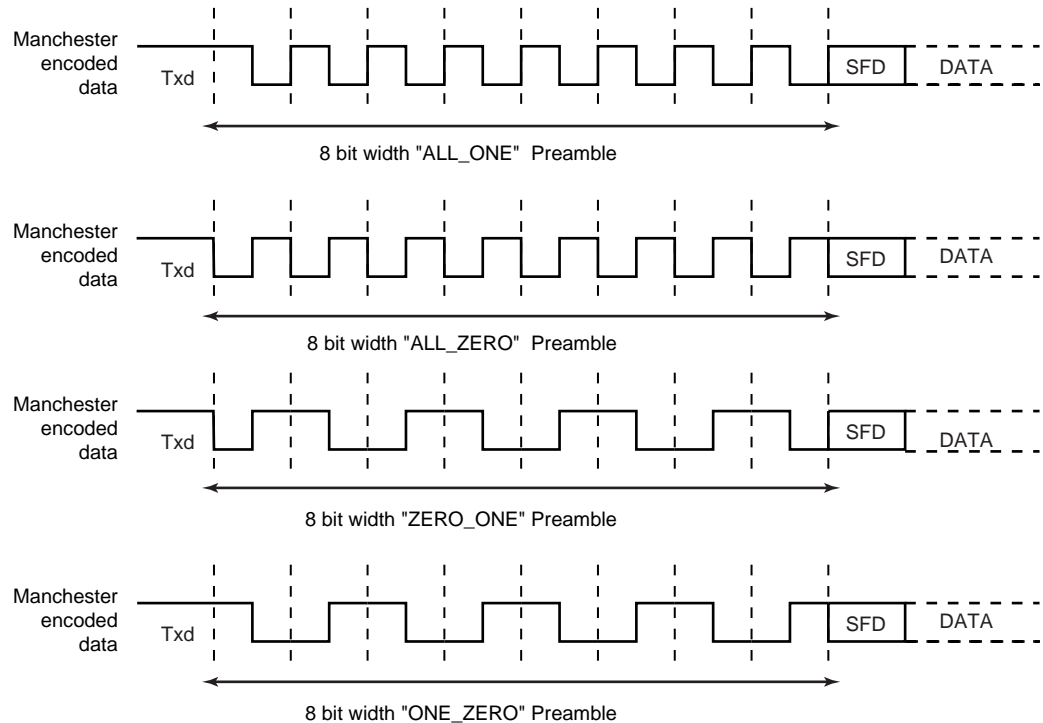 Manchester
encoded
data
Txd
SFD
DATA
8 bit width "ALL_ONE" Preamble
Manchester
encoded
data
Txd
SFD
DATA
8 bit width "ALL_ZERO" Preamble
Manchester
encoded
data
Txd
SFD
DATA
8 bit width "ZERO_ONE" Preamble
Manchester
encoded
data
Txd
SFD
DATA
8 bit width "ONE_ZERO" Preamble